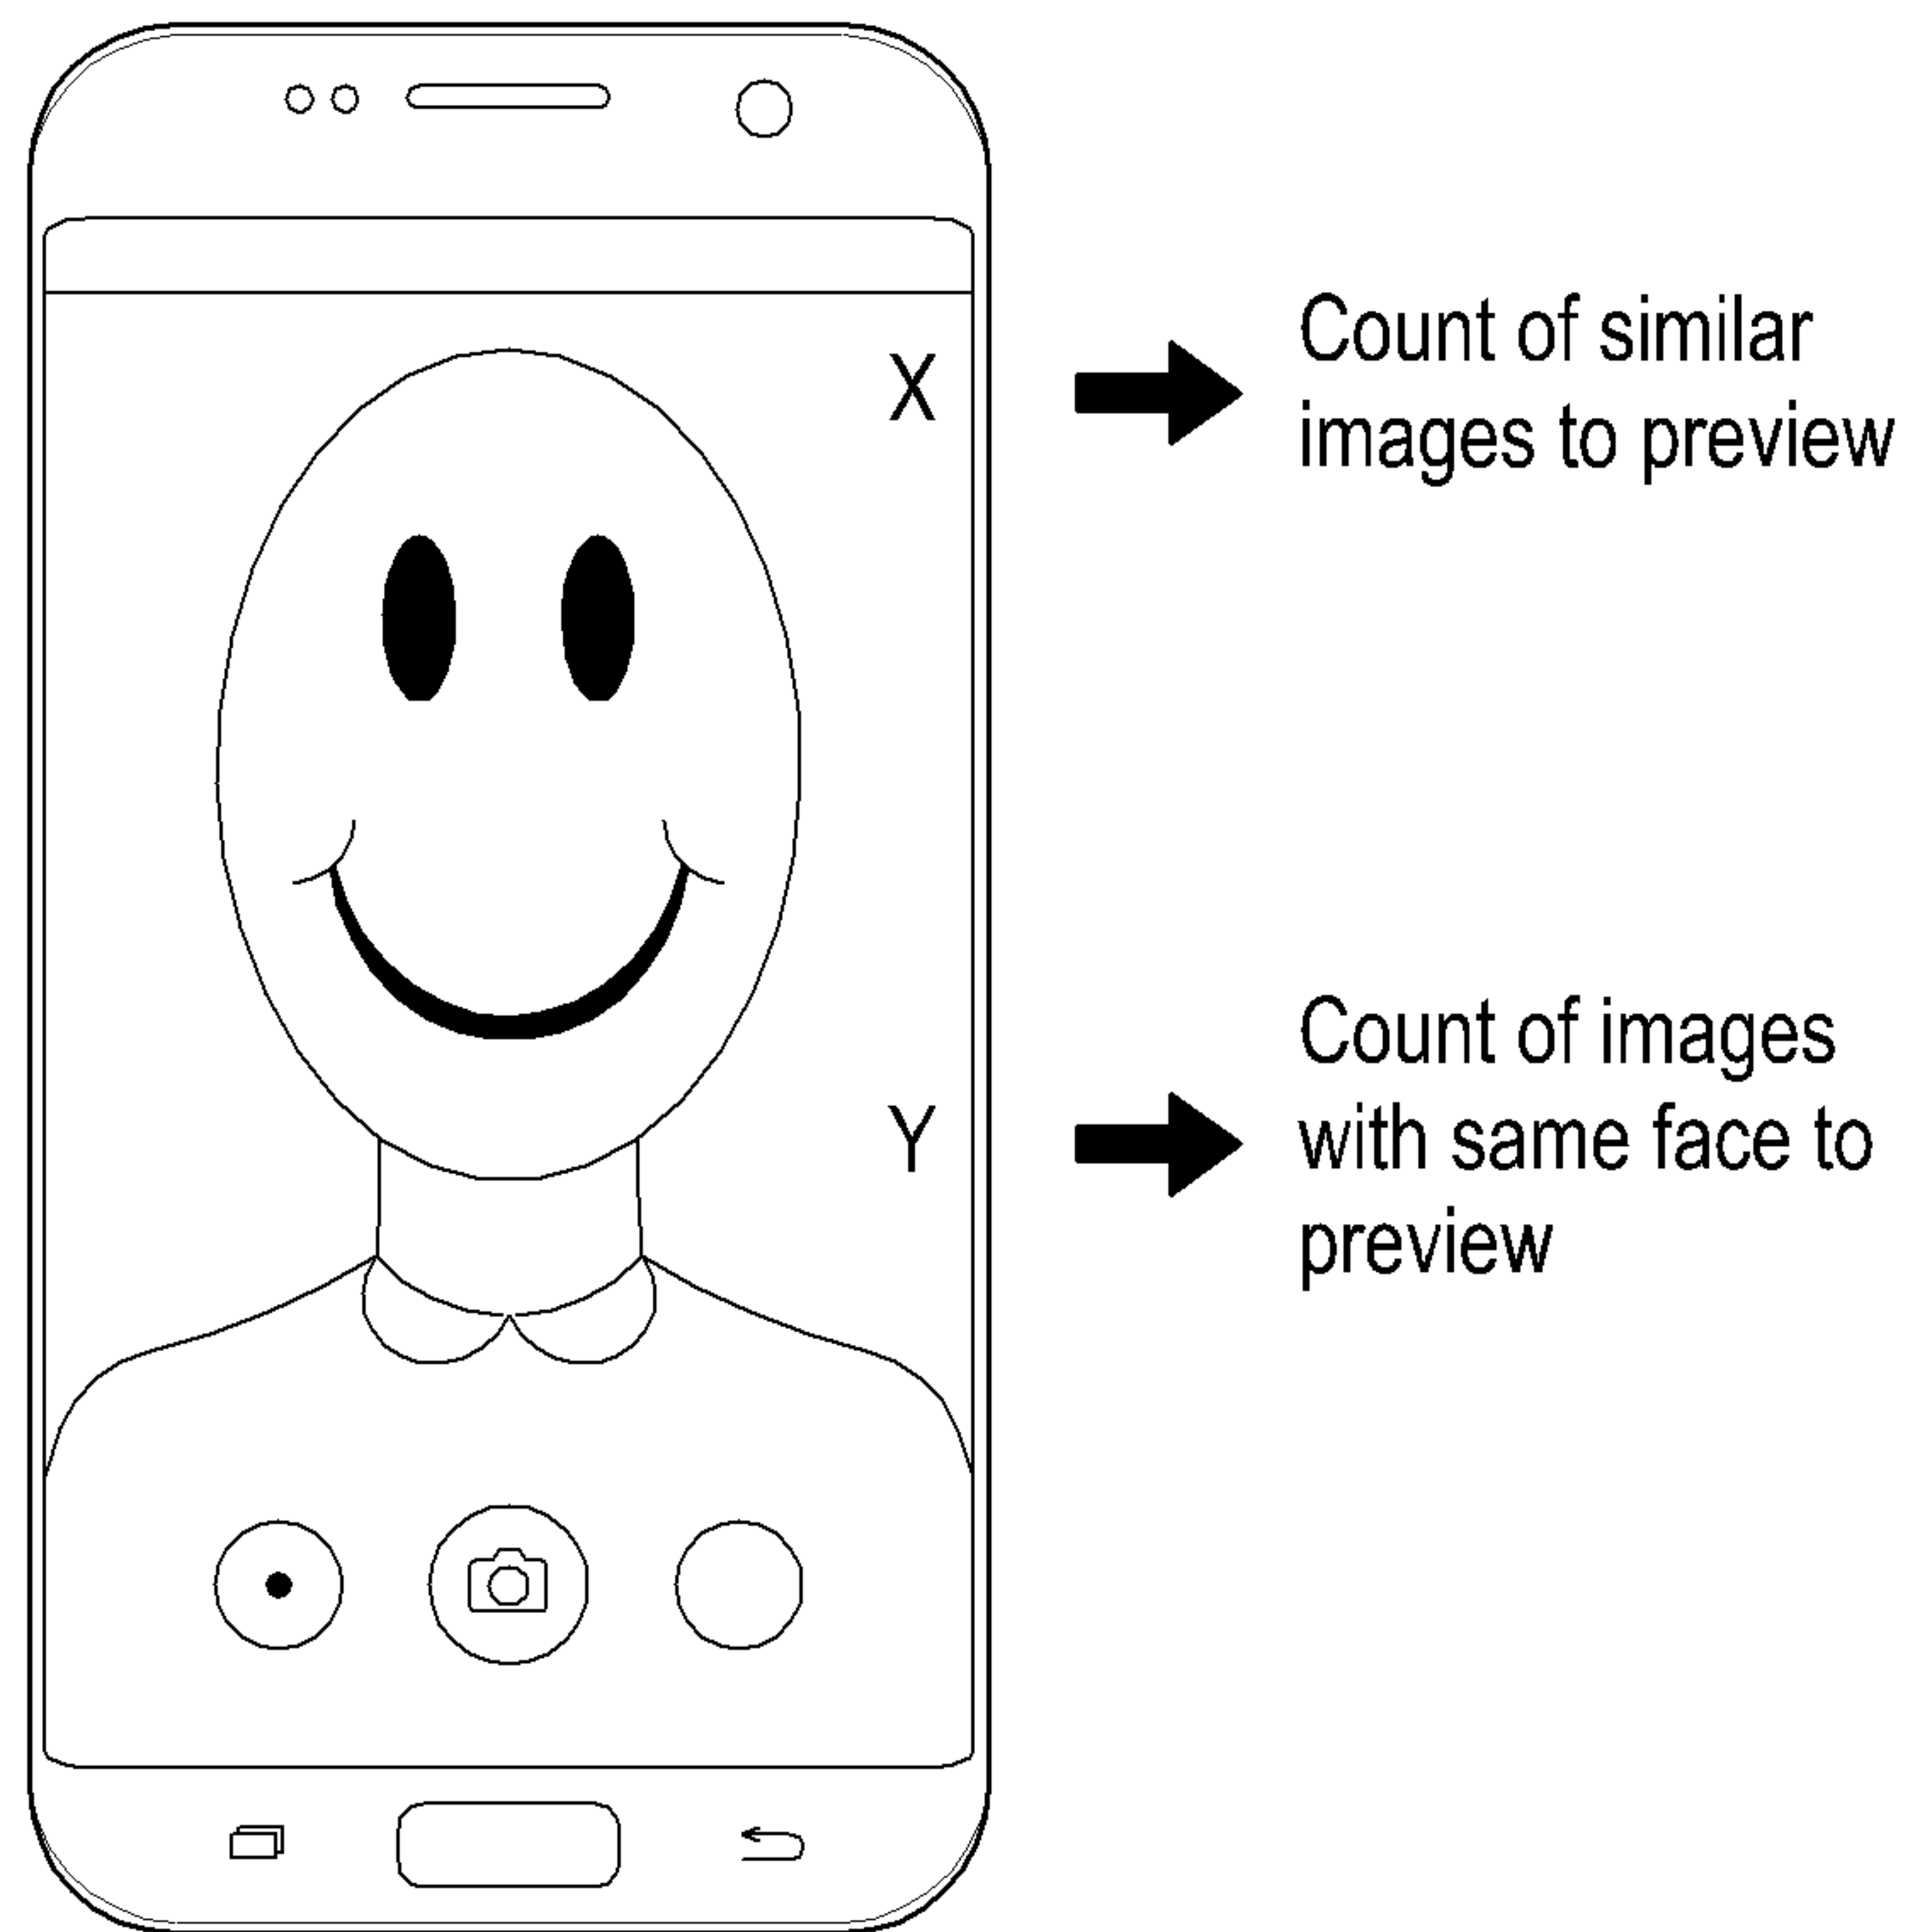 X
Count of similar
images to preview
Y
Count of images
with same face to
preview